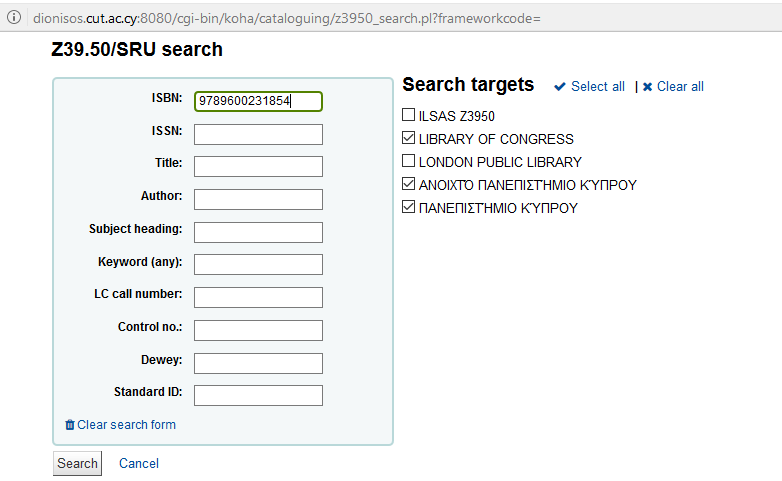 dionisos.cut.ac.cy:8080/cgi-bin/koha/cataloguing/z3950_search.pl?frameworkcode=
Z39.50/SRU search
ISBN: 9789600231854
ISSN:
Title:
Author:
Subject heading:
Keyword (any):
LC call number:
Control no.:
Dewey:
Standard ID:
Clear search form
Search Cancel
Search targets Select all | Clear all
ILSAS Z3950
LIBRARY OF CONGRESS
LONDON PUBLIC LIBRARY
ΑΝΟΙΧΤΌ ΠΑΝΕΠΙΣΤΉΜΙΟ ΚΎΠΡΟΥ
ΠΑΝΕΠΙΣΤΉΜΙΟ ΚΎΠΡΟΥ